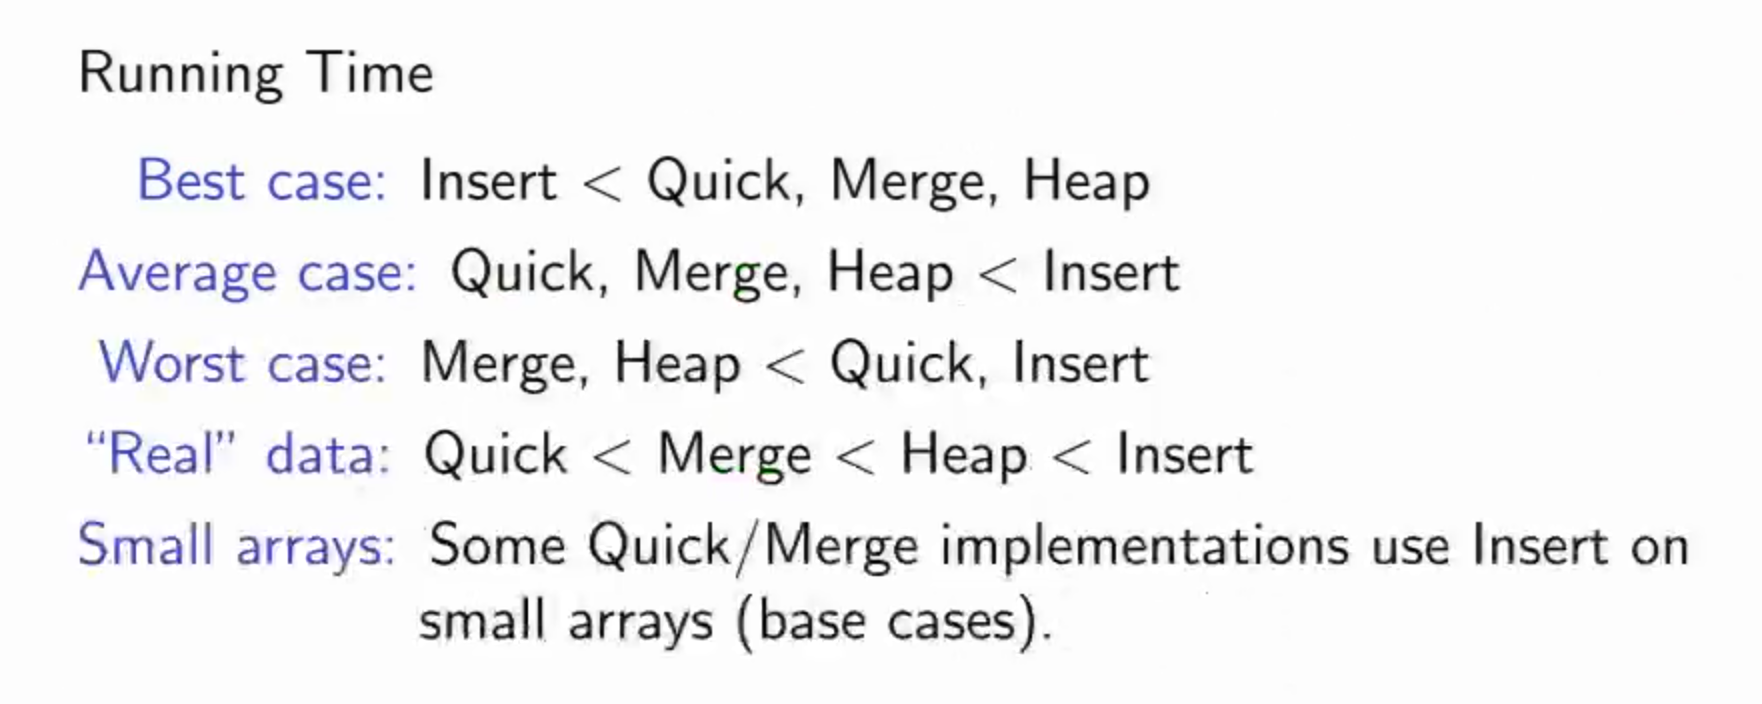 Running Time
Best case: Insert < Quick, Merge, Heap
Average case: Quick, Merge, Heap < Insert
Worst case: Merge, Heap < Quick, Insert
“Real” data: Quick < Merge < Heap < Insert
Small arrays: Some Quick/Merge implementations use Insert on
small arrays (base cases).